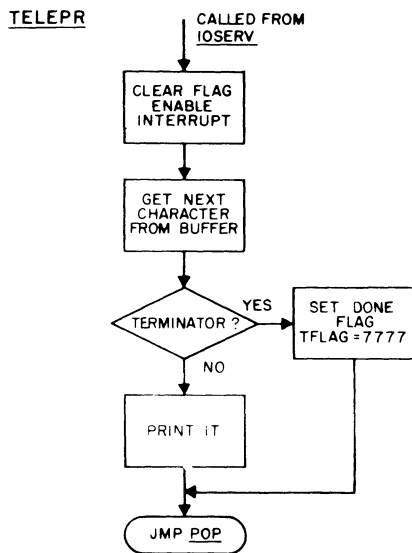 TELEPR
CALLED FROM
IOSERV
CLEAR FLAG
ENABLE
INTERRUPT
GET NEXT
CHARACTER
FROM BUFFER
TERMINATOR?
YES
SET DONE
FLAG
TFLAG=7777
NO
PRINT IT
JMP POP